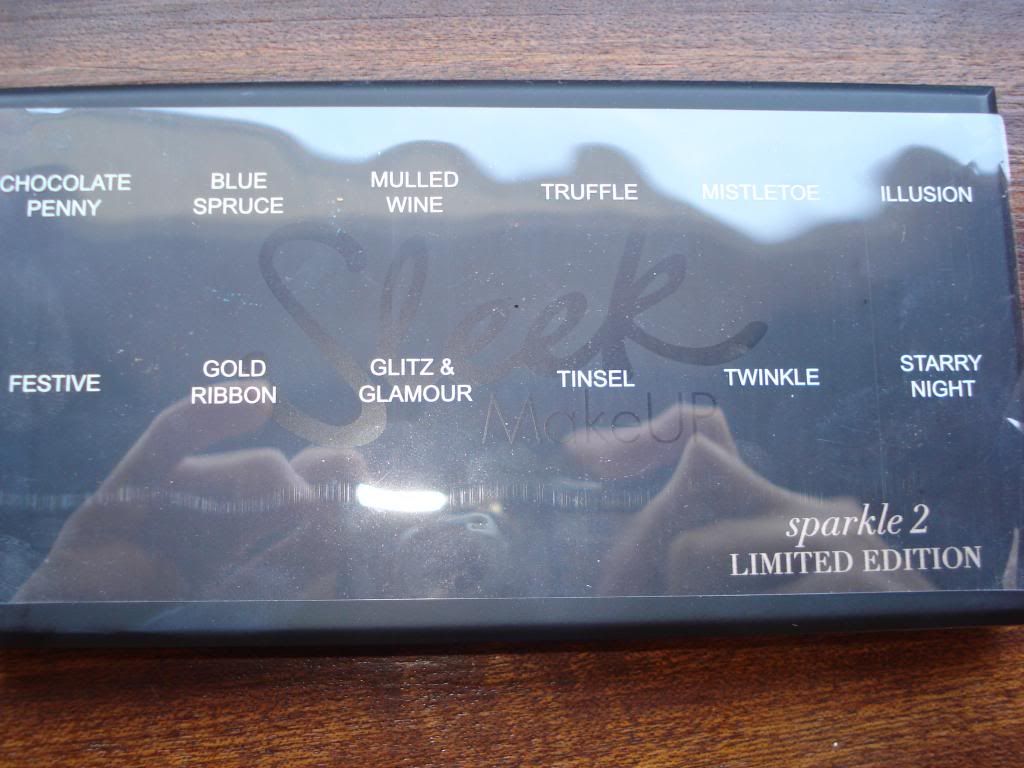 CHOCOLATE
PENNY
BLUE
SPRUCE
MULLED
WINE
TRUFFLE
MISTLETOE
ILLUSION
Sleek
MakeUP
FESTIVE
GOLD
RIBBON
GLITZ &
GLAMOUR
TINSEL
TWINKLE
STARRY
NIGHT
sparkle 2
LIMITED EDITION